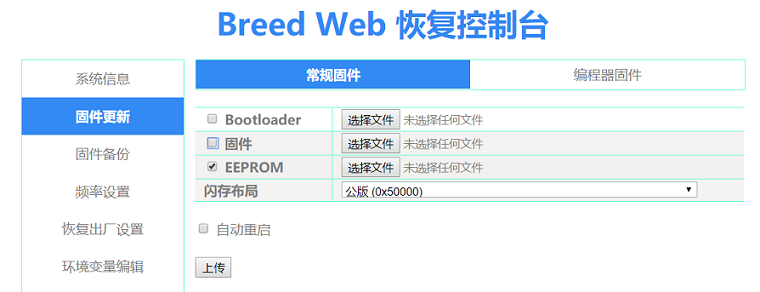 Breed Web 恢复控制台
系统信息
固件更新
固件备份
频率设置
恢复出厂设置
环境变量编辑
常规固件 编程器固件
Bootloader 选择文件 未选择任何文件
固件 选择文件 未选择任何文件
EEPROM 选择文件 未选择任何文件
闪存布局 公版 (0x50000)
自动重启
上传